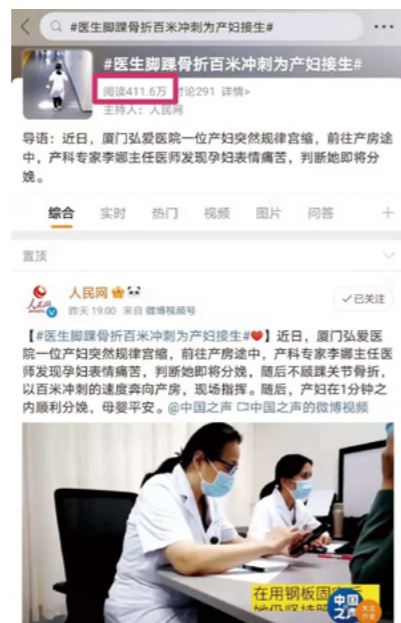 #医生脚踝骨折百米冲刺为产妇接生#
#医生脚踝骨折百米冲刺为产妇接生#
阅读411.6万 讨论291 详情>
主持人：人民网
导语：近日，厦门弘爱医院一位产妇突然规律宫缩，前往产房途
中，产科专家李娜主任医师发现孕妇表情痛苦，判断她即将分
娩。
综合 实时 热门 视频 图片 问答
置顶
人民网
昨天 19:00 来自 微博视频号
已关注
【#医生脚踝骨折百米冲刺为产妇接生#】近日，厦门弘爱医
院一位产妇突然规律宫缩，前往产房途中，产科专家李娜主任医
师发现孕妇表情痛苦，判断她即将分娩，随后不顾踝关节骨折，
以百米冲刺的速度奔向产房，现场指挥。随后，产妇在1分钟之
内顺利分娩，母婴平安。@中国之声 中国之声的微博视频
在用钢板固
中国
之声